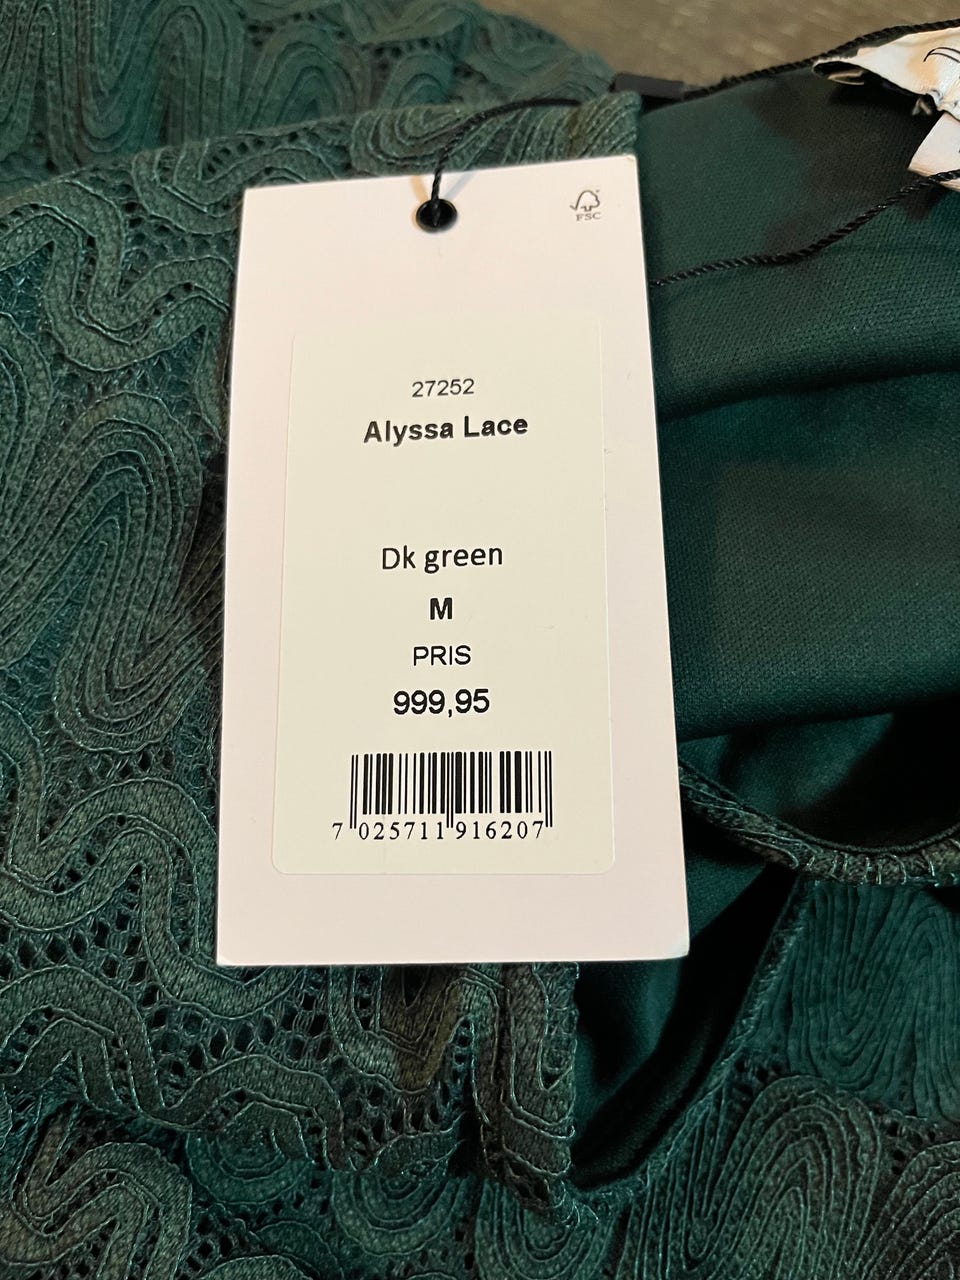 FSC
27252
Alyssa Lace
Dk green
M
PRIS
999,95
7 025711 916207